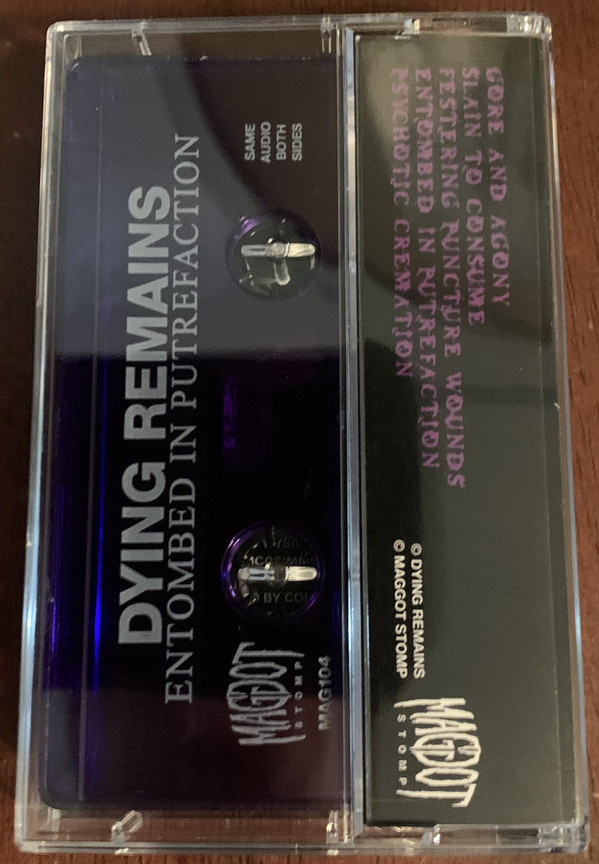 DYING REMAINS
ENTOMBED IN PUTREFACTION
SAME
AUDIO
BOTH
SIDES
MAGGOT
STOMP
MAG104
BY
GORE AND AGONY
SLAIN TO CONSUME
FESTERING PUNCTURE WOUNDS
ENTOMBED IN PUTREFACTION
PSYCHOTIC CREMATION
© DYING REMAINS
© MAGGOT STOMP
MAGGOT
STOMP